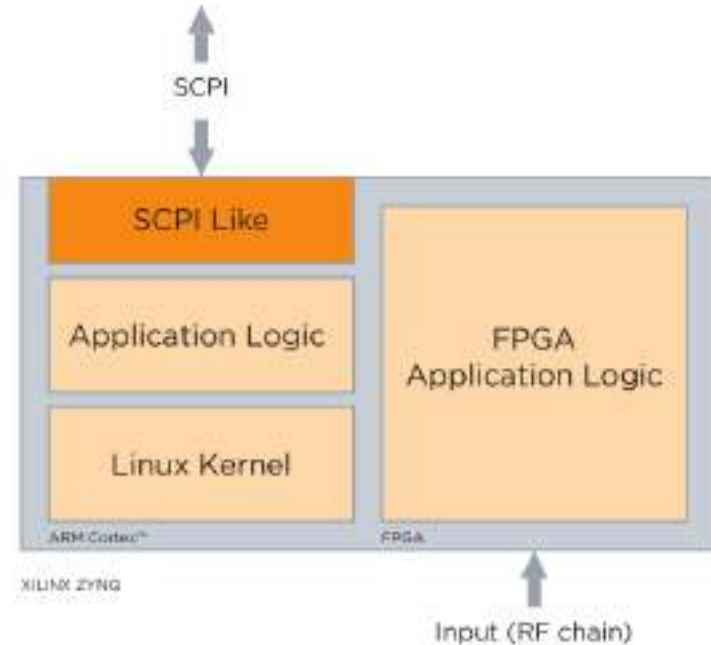 SCPI
SCPI Like
Application Logic
Linux Kernel
ARM Cortex™
FPGA
Application Logic
FPGA
XILINX ZYNQ
Input (RF chain)